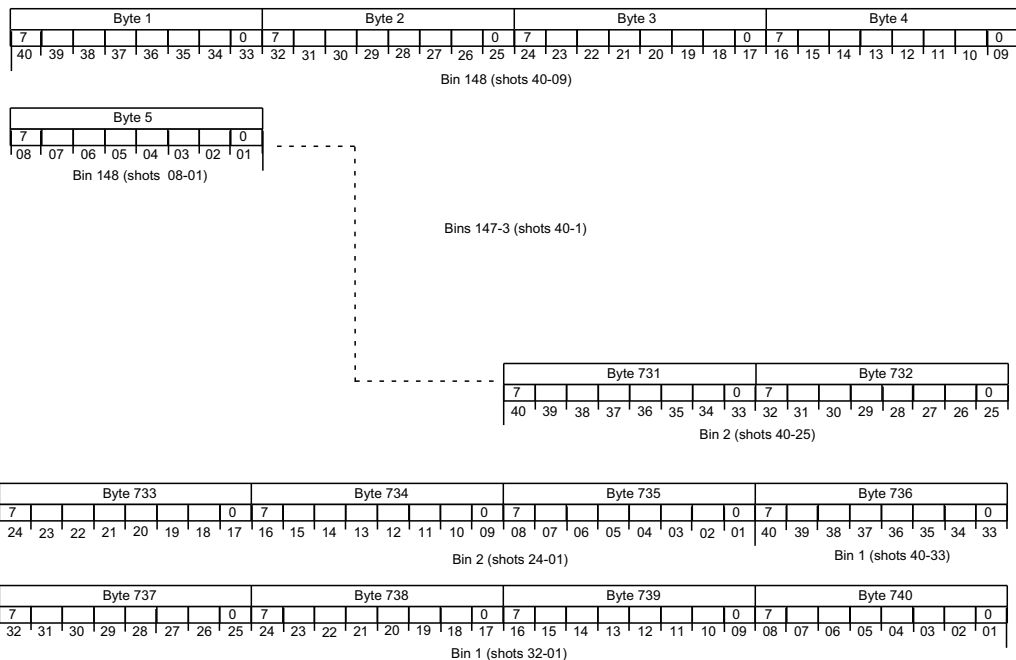 Byte 1 Byte 2 Byte 3 Byte 4
7 0 7 0 7 0 7 0
40 39 38 37 36 35 34 33 32 31 30 29 28 27 26 25 24 23 22 21 20 19 18 17 16 15 14 13 12 11 10 09
Bin 148 (shots 40-09)
Byte 5
7 0
08 07 06 05 04 03 02 01
Bin 148 (shots 08-01)
Bins 147-3 (shots 40-1)
Byte 731 Byte 732
7 0 7 0
40 39 38 37 36 35 34 33 32 31 30 29 28 27 26 25
Bin 2 (shots 40-25)
Byte 733 Byte 734 Byte 735 Byte 736
7 0 7 0 7 0 7 0
24 23 22 21 20 19 18 17 16 15 14 13 12 11 10 09 08 07 06 05 04 03 02 01 40 39 38 37 36 35 34 33
Bin 2 (shots 24-01) Bin 1 (shots 40-33)
Byte 737 Byte 738 Byte 739 Byte 740
7 0 7 0 7 0 7 0
32 31 30 29 28 27 26 25 24 23 22 21 20 19 18 17 16 15 14 13 12 11 10 09 08 07 06 05 04 03 02 01
Bin 1 (shots 32-01)